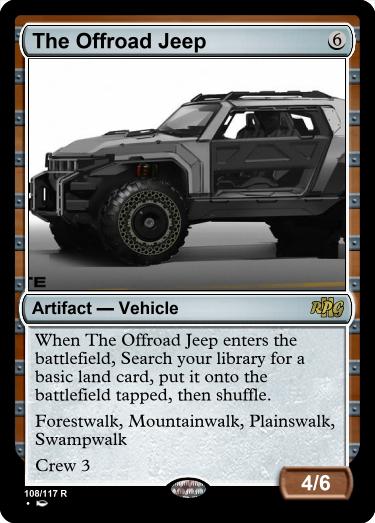 The Offroad Jeep 6
TE
Artifact — Vehicle RPG
When The Offroad Jeep enters the
battlefield, Search your library for a
basic land card, put it onto the
battlefield tapped, then shuffle.
Forestwalk, Mountainwalk, Plainswalk,
Swampwalk
Crew 3
4/6
108/117 R